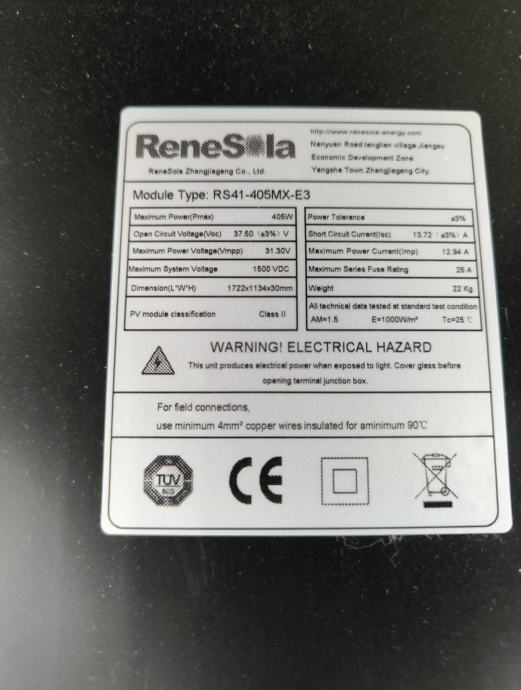 ReneSola
ReneSola Zhangjiagang Co., Ltd.
http://www.renesola-energy.com
Nanyuan Road,tanglian village,Jiangsu
Economic Development Zone.
Yangshe Town,Zhangjiagang City.
Module Type: RS41-405MX-E3
Maximum Power(Pmax) 405W
Open Circuit Voltage(Voc) 37.50 (±3%) V
Maximum Power Voltage(Vmpp) 31.30V
Maximum System Voltage 1500 VDC
Dimension(L*W*H) 1722x1134x30mm
PV module classification Class II
Power Tolerance ±3%
Short Circuit Current(Isc) 13.72 (±3%) A
Maximum Power Current(Imp) 12.94 A
Maximum Series Fuse Rating 25 A
Weight 22 Kg
All technical data tested at standard test condition
AM=1.5 E=1000W/m² Tc=25℃
WARNING! ELECTRICAL HAZARD
This unit produces electrical power when exposed to light. Cover glass before
opening terminal junction box.
For field connections,
use minimum 4mm² copper wires insulated for aminimum 90℃
TUV
CE